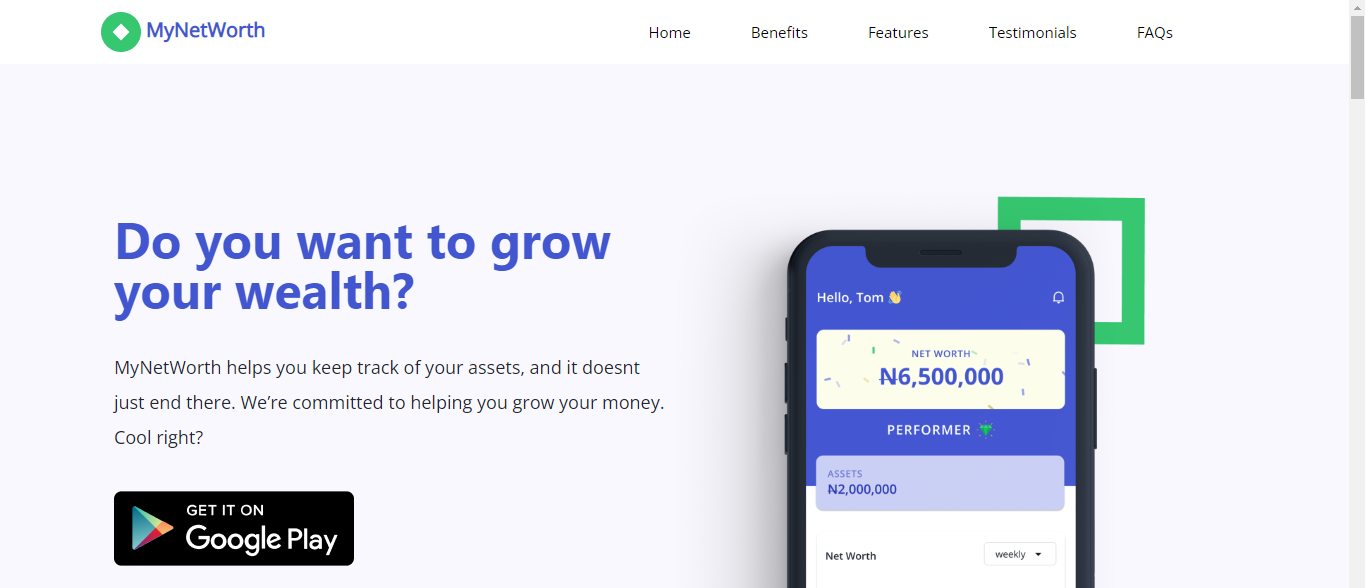 MyNetWorth
Home Benefits Features Testimonials FAQs
Do you want to grow
your wealth?
MyNetWorth helps you keep track of your assets, and it doesnt
just end there. We’re committed to helping you grow your money.
Cool right?
GET IT ON
Google Play
Hello, Tom 👋
NET WORTH
₦6,500,000
PERFORMER
ASSETS
₦2,000,000
Net Worth weekly